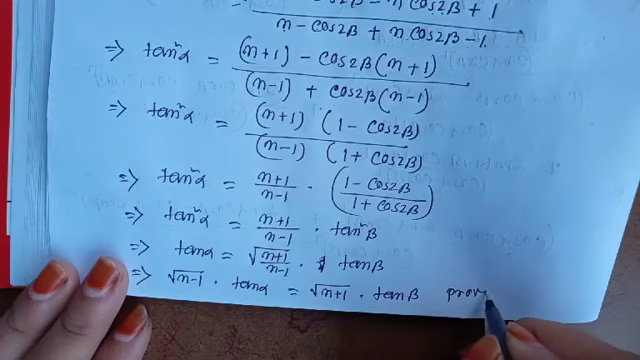 n - cos2β + n cos2β - 1
⇒ tan²α = ((n+1) - cos2β(n+1)) / ((n-1) + cos2β(n-1))
⇒ tan²α = ((n+1) (1 - cos2β)) / ((n-1) (1 + cos2β))
⇒ tan²α = (n+1)/(n-1) · ((1 - cos2β)/(1 + cos2β))
⇒ tan²α = (n+1)/(n-1) · tan²β
⇒ tanα = √((n+1)/(n-1)) · tanβ
⇒ √(n-1) · tanα = √(n+1) · tanβ prov